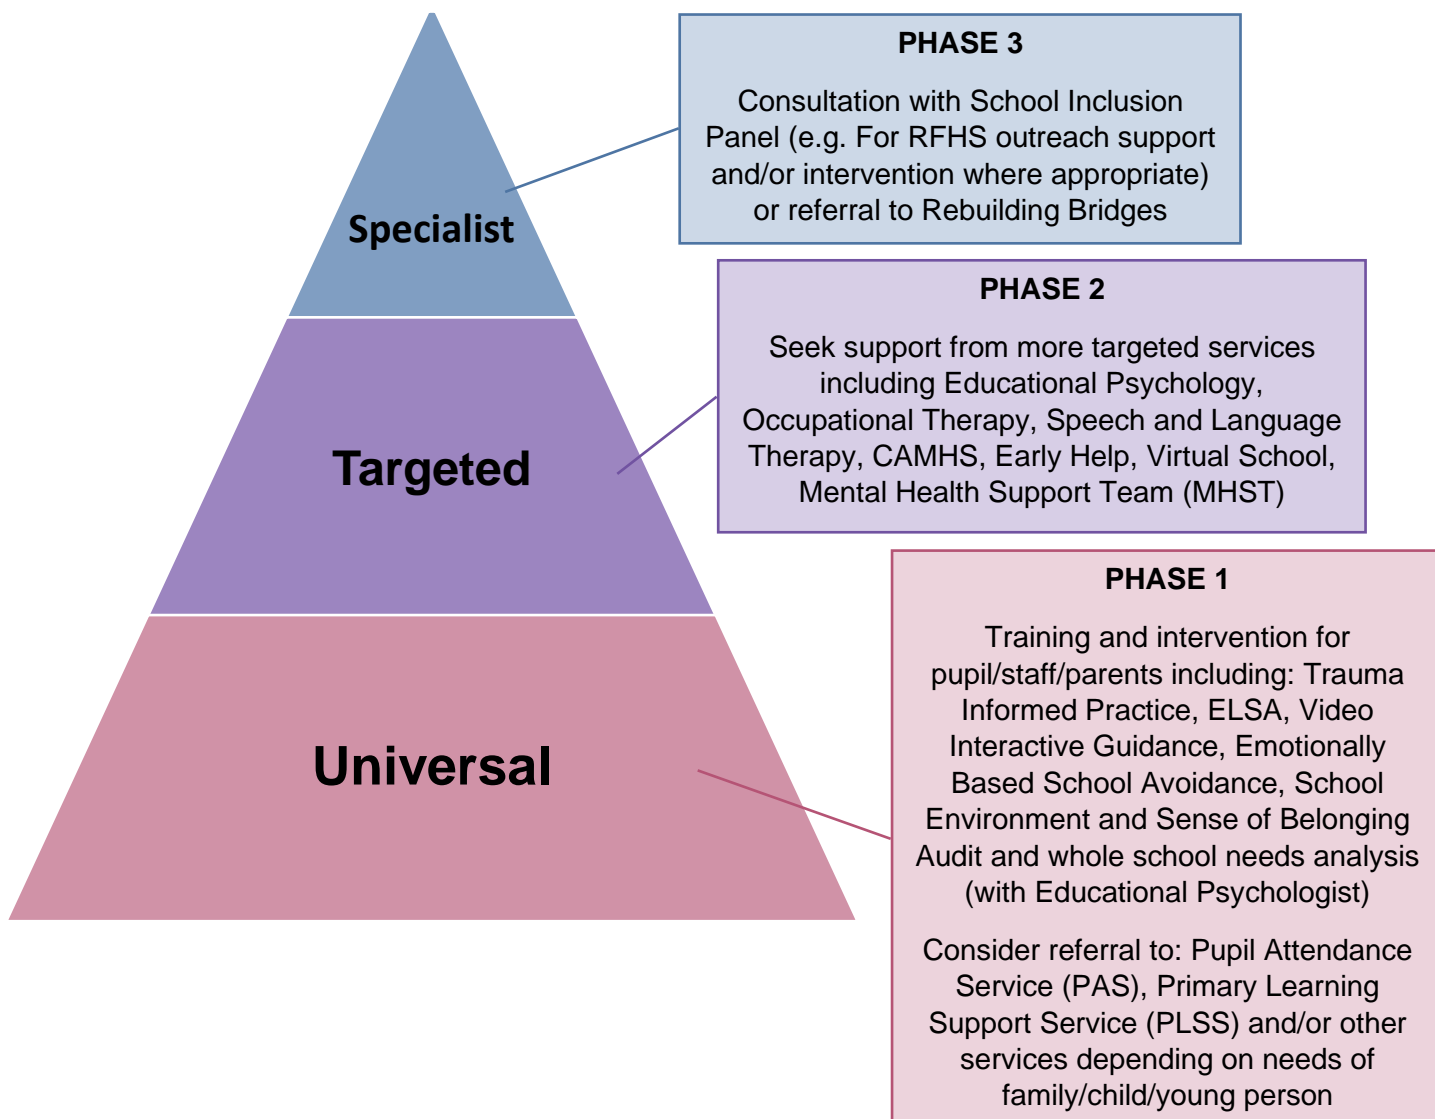 PHASE 3
Consultation with School Inclusion
Panel (e.g. For RFHS outreach support
and/or intervention where appropriate)
or referral to Rebuilding Bridges
Specialist
PHASE 2
Seek support from more targeted services
including Educational Psychology,
Occupational Therapy, Speech and Language
Therapy, CAMHS, Early Help, Virtual School,
Mental Health Support Team (MHST)
Targeted
PHASE 1
Training and intervention for
pupil/staff/parents including: Trauma
Informed Practice, ELSA, Video
Interactive Guidance, Emotionally
Based School Avoidance, School
Environment and Sense of Belonging
Audit and whole school needs analysis
(with Educational Psychologist)
Consider referral to: Pupil Attendance
Service (PAS), Primary Learning
Support Service (PLSS) and/or other
services depending on needs of
family/child/young person
Universal